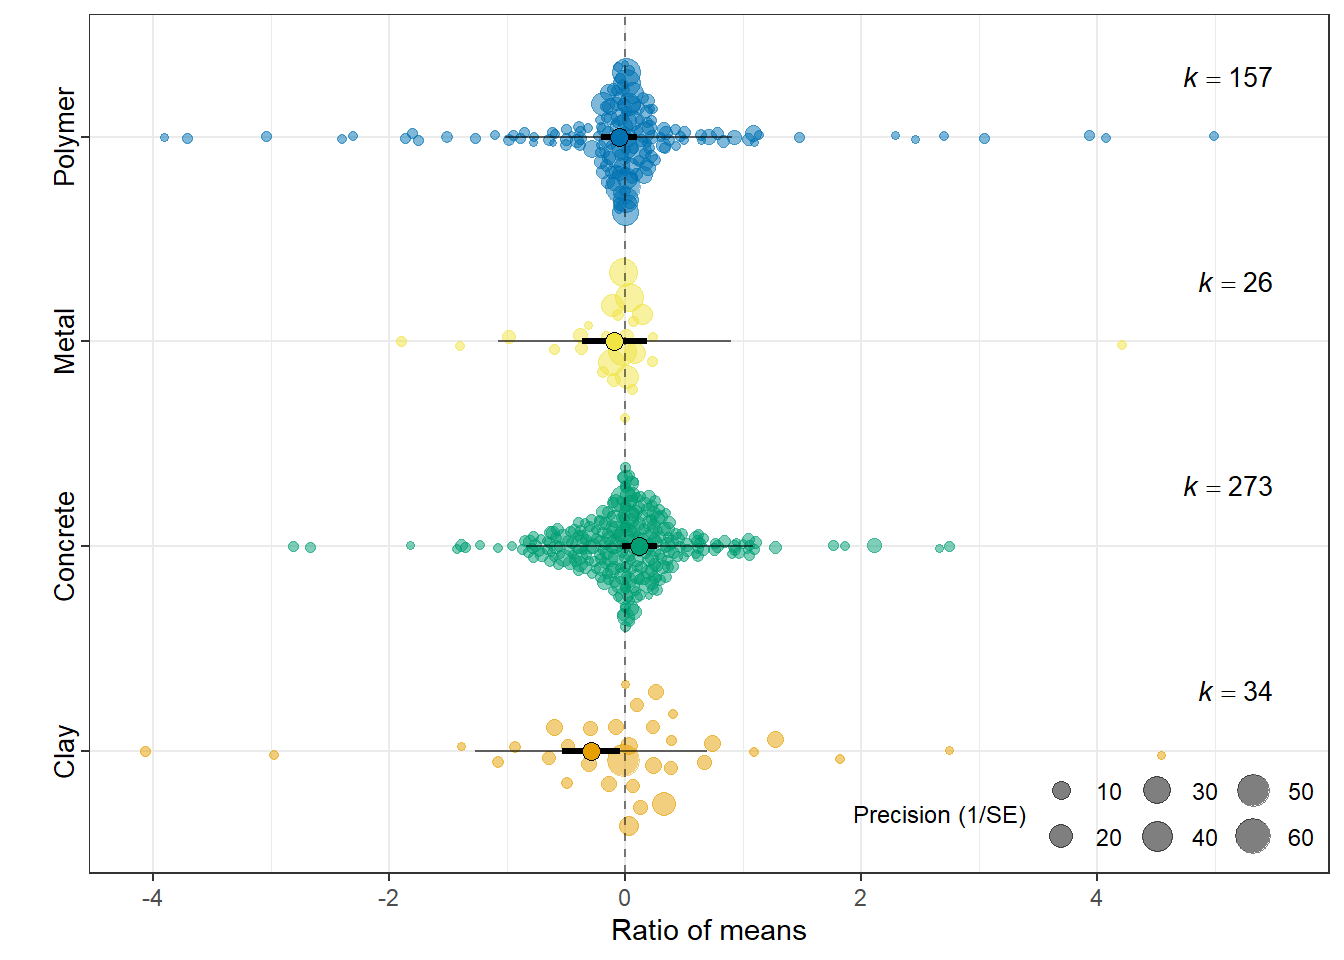 Polymer
k = 157
Metal
k = 26
Concrete
k = 273
Clay
k = 34
Precision (1/SE)
10 30 50
20 40 60
-4 -2 0 2 4
Ratio of means